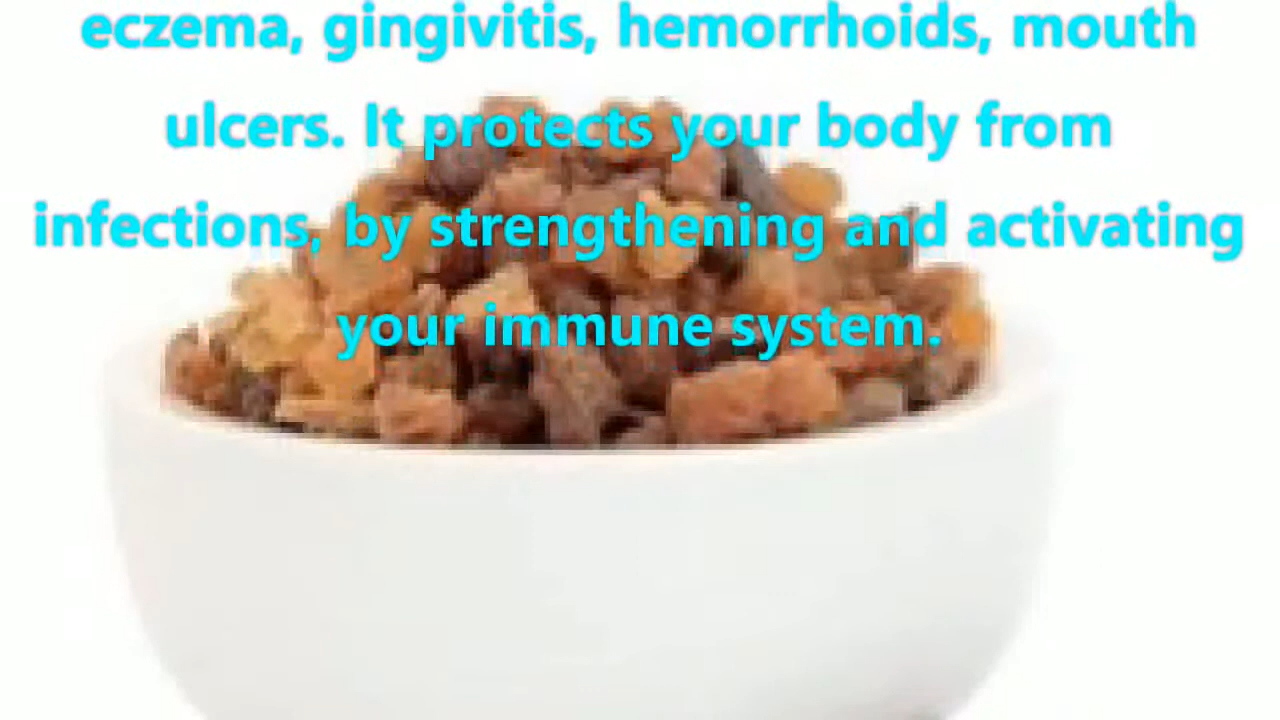 eczema, gingivitis, hemorrhoids, mouth
ulcers. It protects your body from
infections, by strengthening and activating
your immune system.